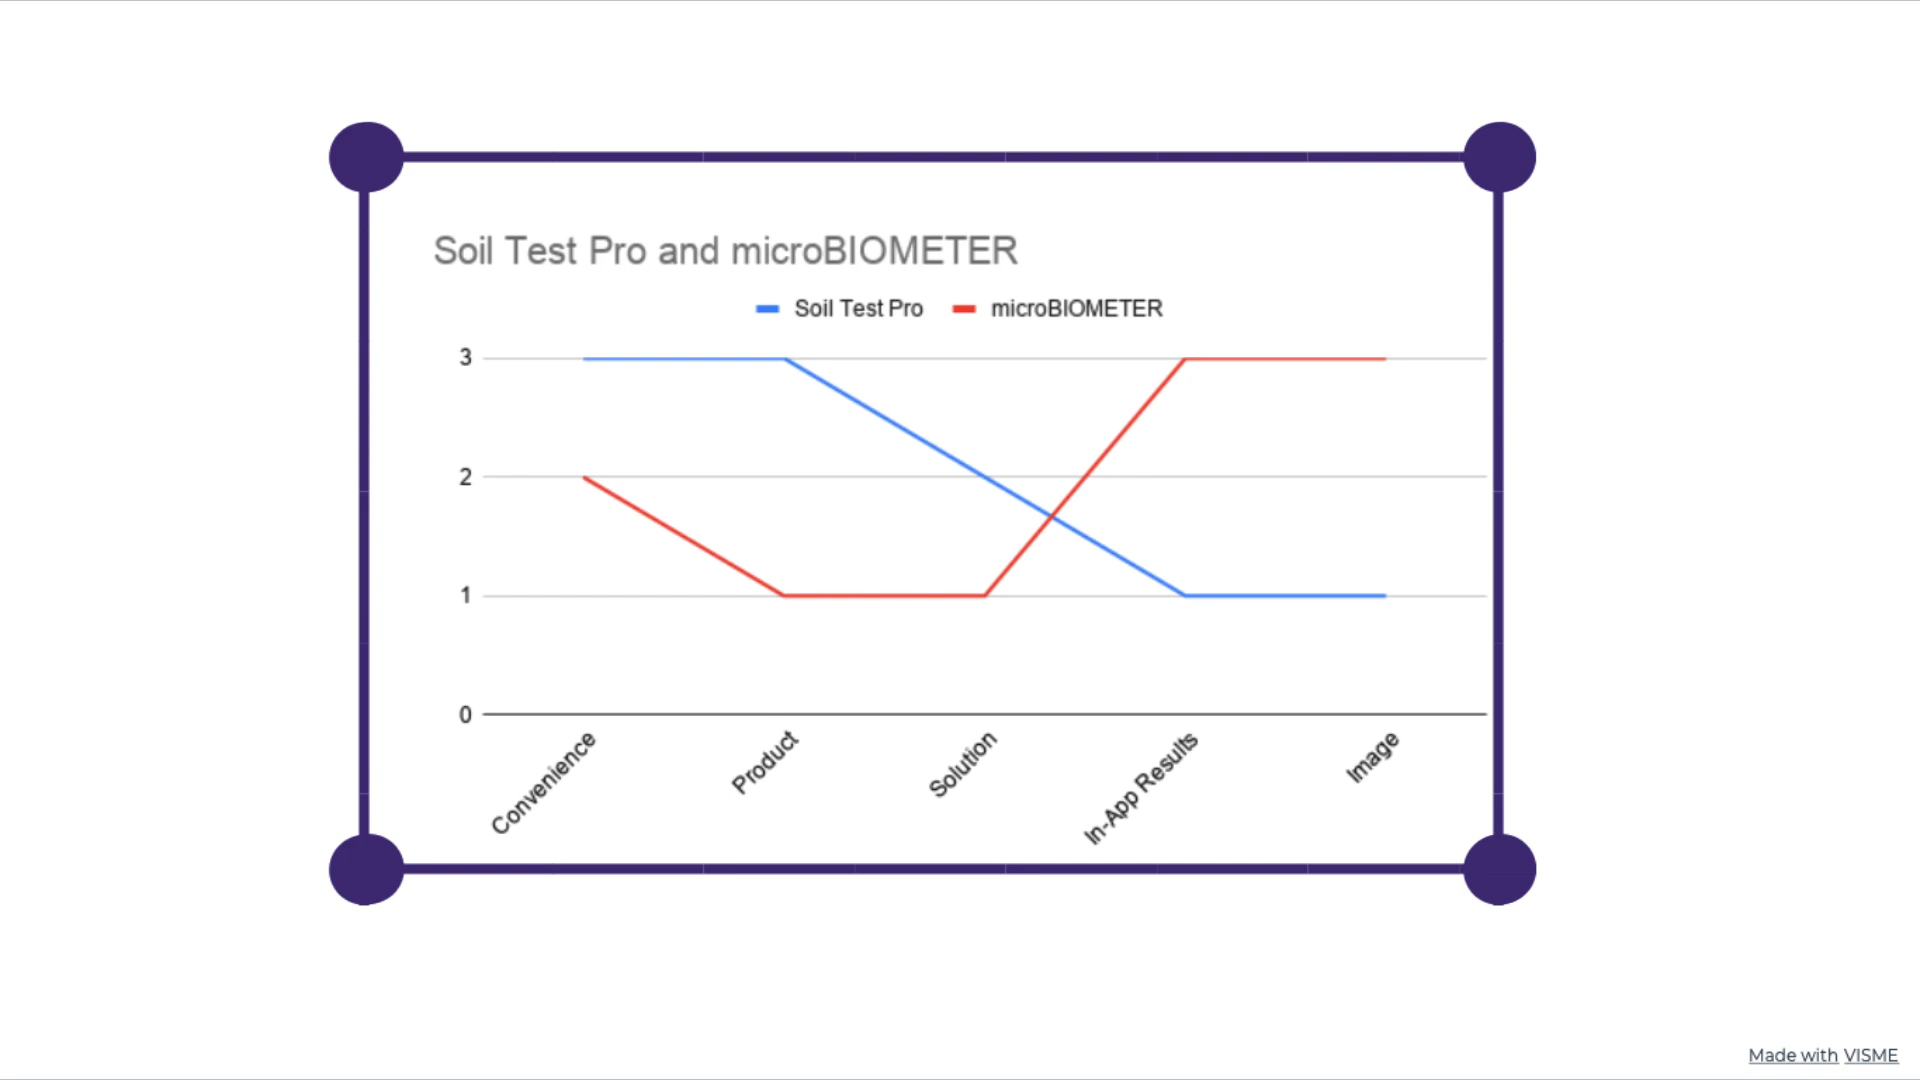 Soil Test Pro and microBIOMETER
Soil Test Pro microBIOMETER
3
2
1
0
Convenience
Product
Solution
In-App Results
Image
Made with VISME